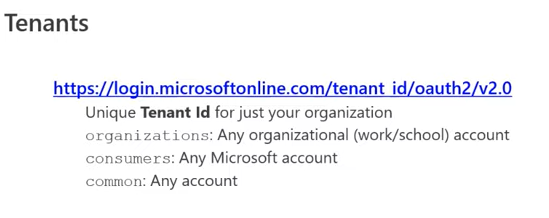 Tenants
https://login.microsoftonline.com/tenant_id/oauth2/v2.0
Unique Tenant Id for just your organization
organizations: Any organizational (work/school) account
consumers: Any Microsoft account
common: Any account